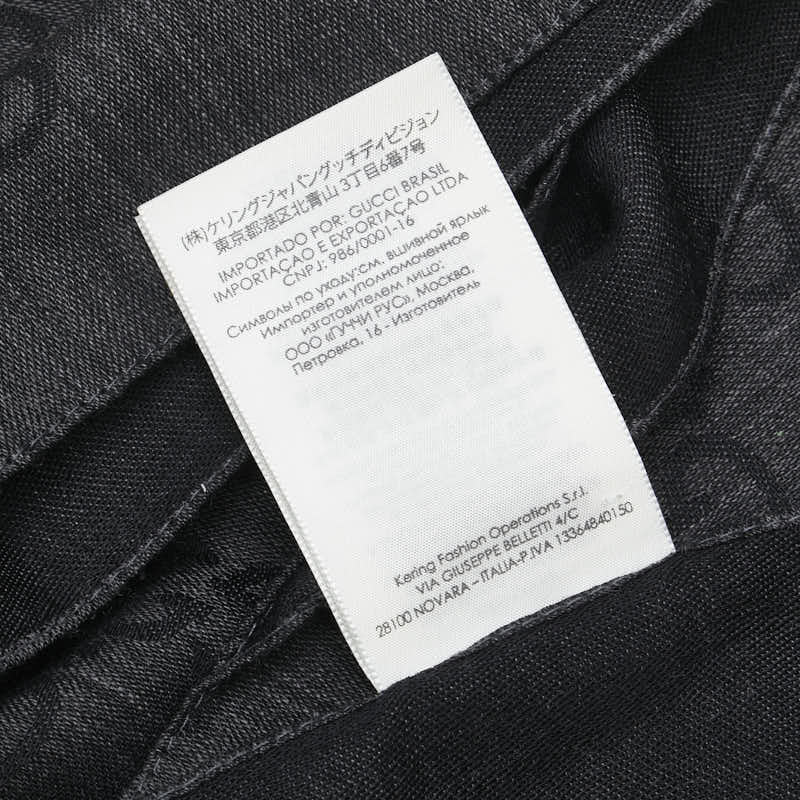 (株)ケリングジャパングッチディビジョン
東京都港区北青山 3丁目6番7号
IMPORTADO POR: GUCCI BRASIL
IMPORTAÇAO E EXPORTAÇAO LTDA
CNPJ: 986/0001-16
Символы по уходу:см. вшивной ярлык
Импортер и уполномоченное
изготовителем лицо:
ООО «ГУЧЧИ РУС», Москва,
Петровка, 16 - Изготовитель
Kering Fashion Operations S.r.l.
VIA GIUSEPPE BELLETTI 4/C
28100 NOVARA – ITALIA-P.IVA 13364840150